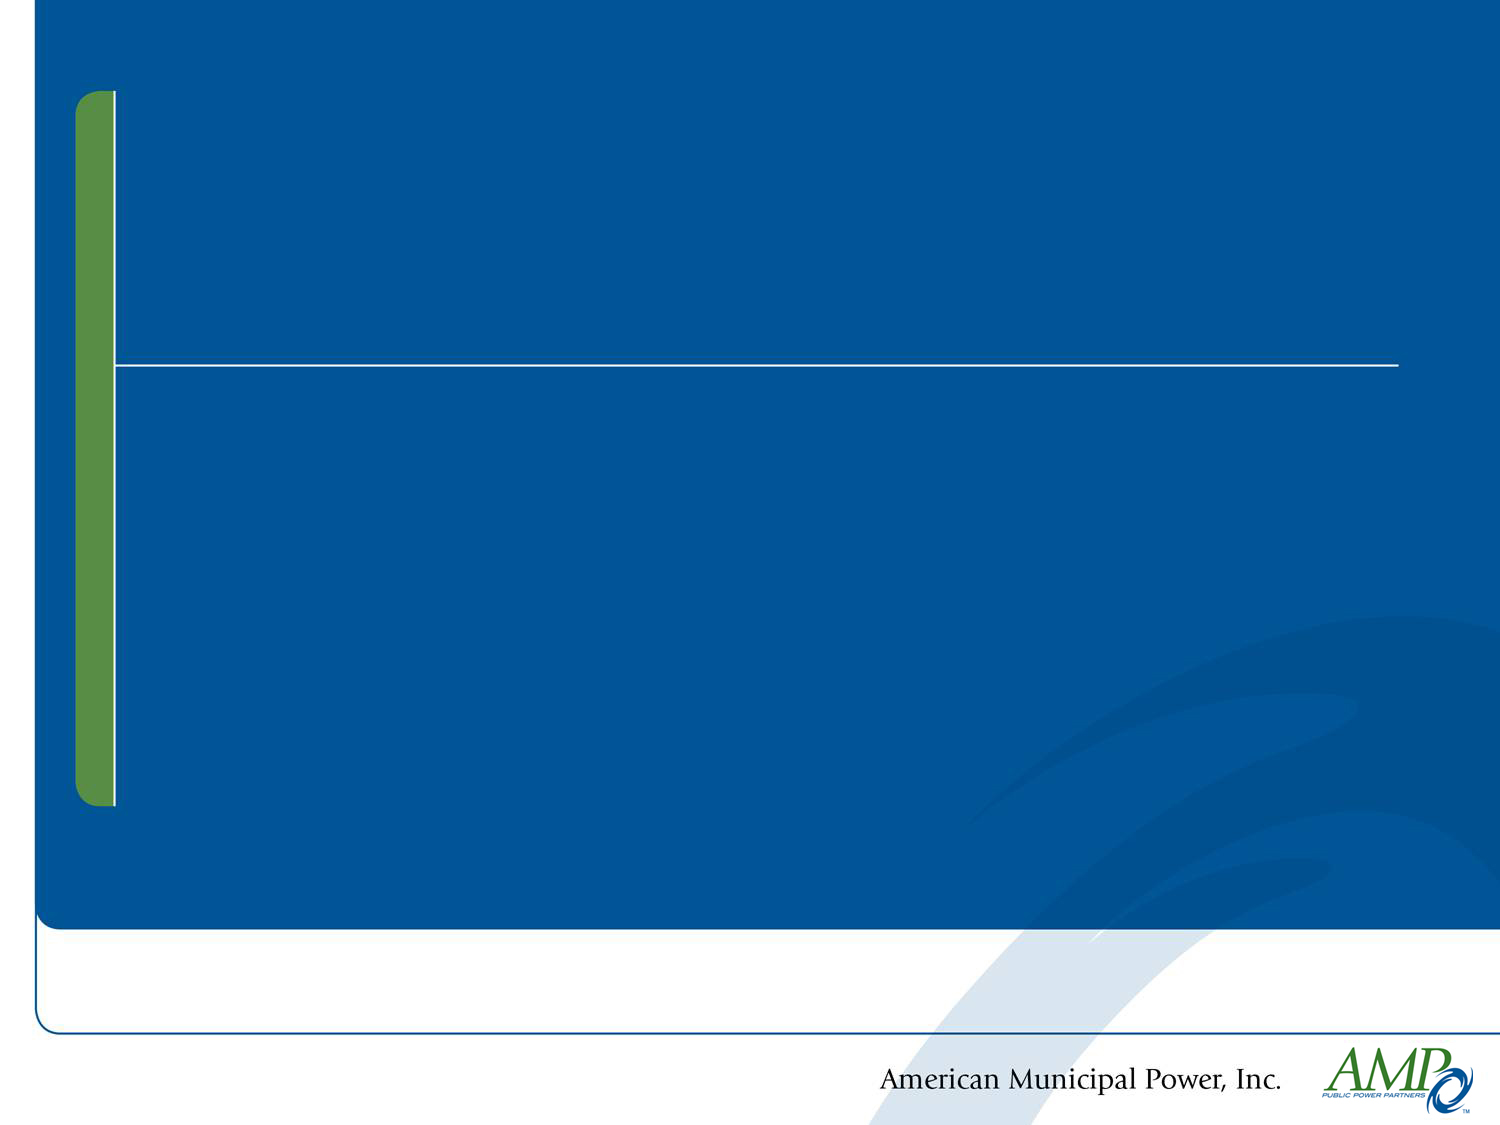 American Municipal Power, Inc.
AMP
PUBLIC POWER PARTNERS
TM